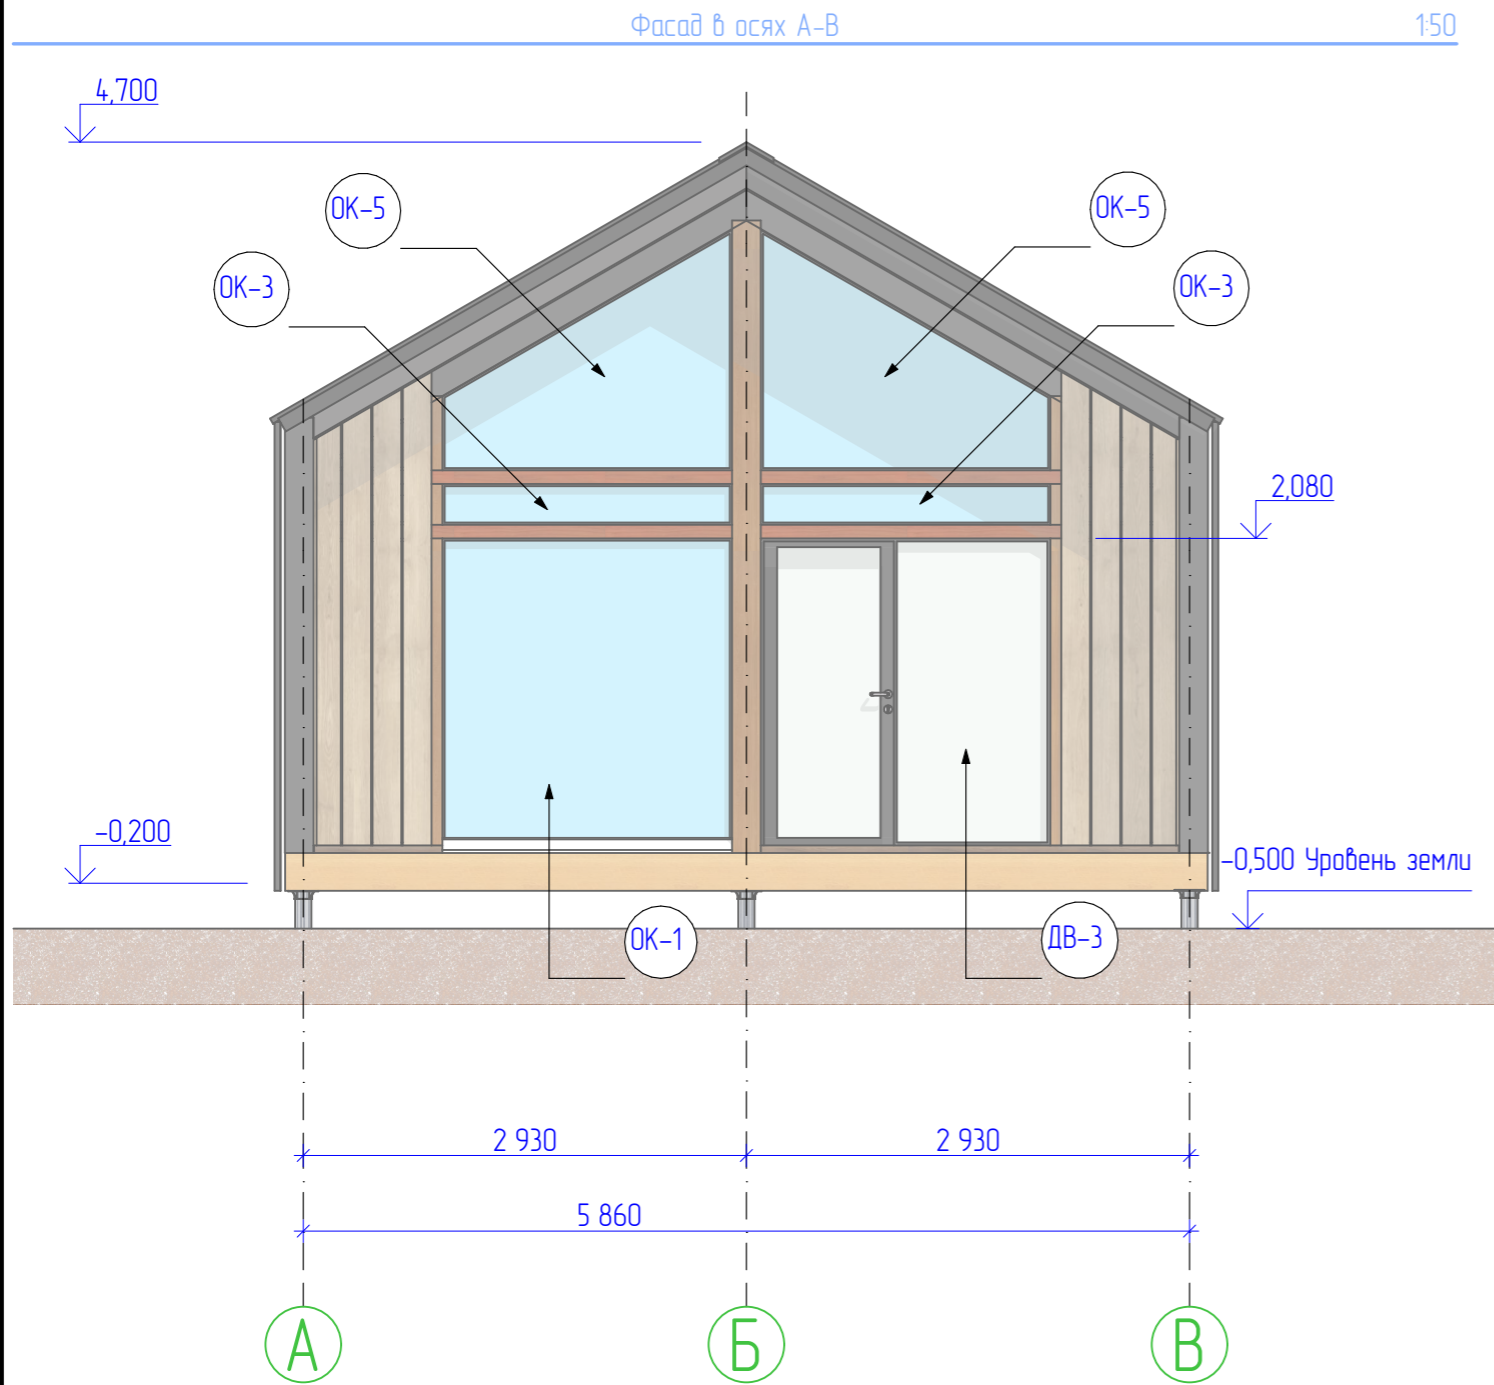 Фасад в осях А-В 1:50
4,700
ОК-5 ОК-5
ОК-3 ОК-3
2,080
-0,200
-0,500 Уровень земли
ОК-1 ДВ-3
2 930 2 930
5 860
А Б В